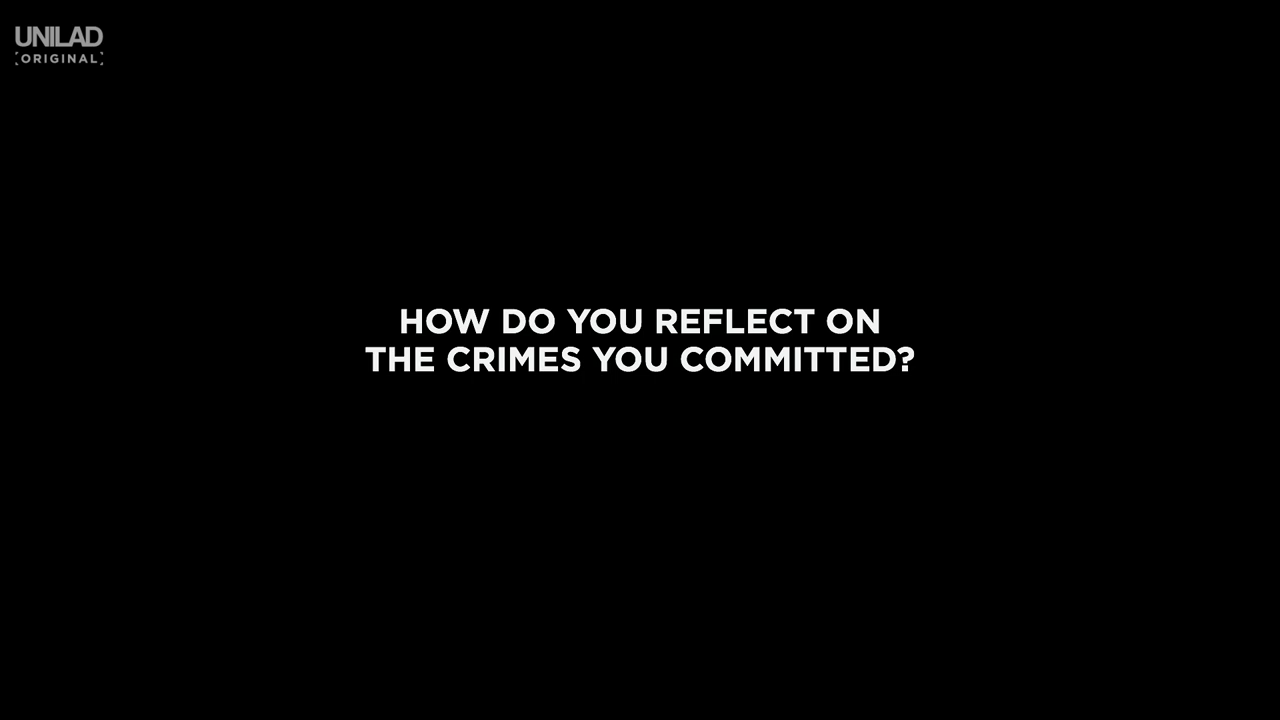 UNILAD
[ORIGINAL]
HOW DO YOU REFLECT ON
THE CRIMES YOU COMMITTED?